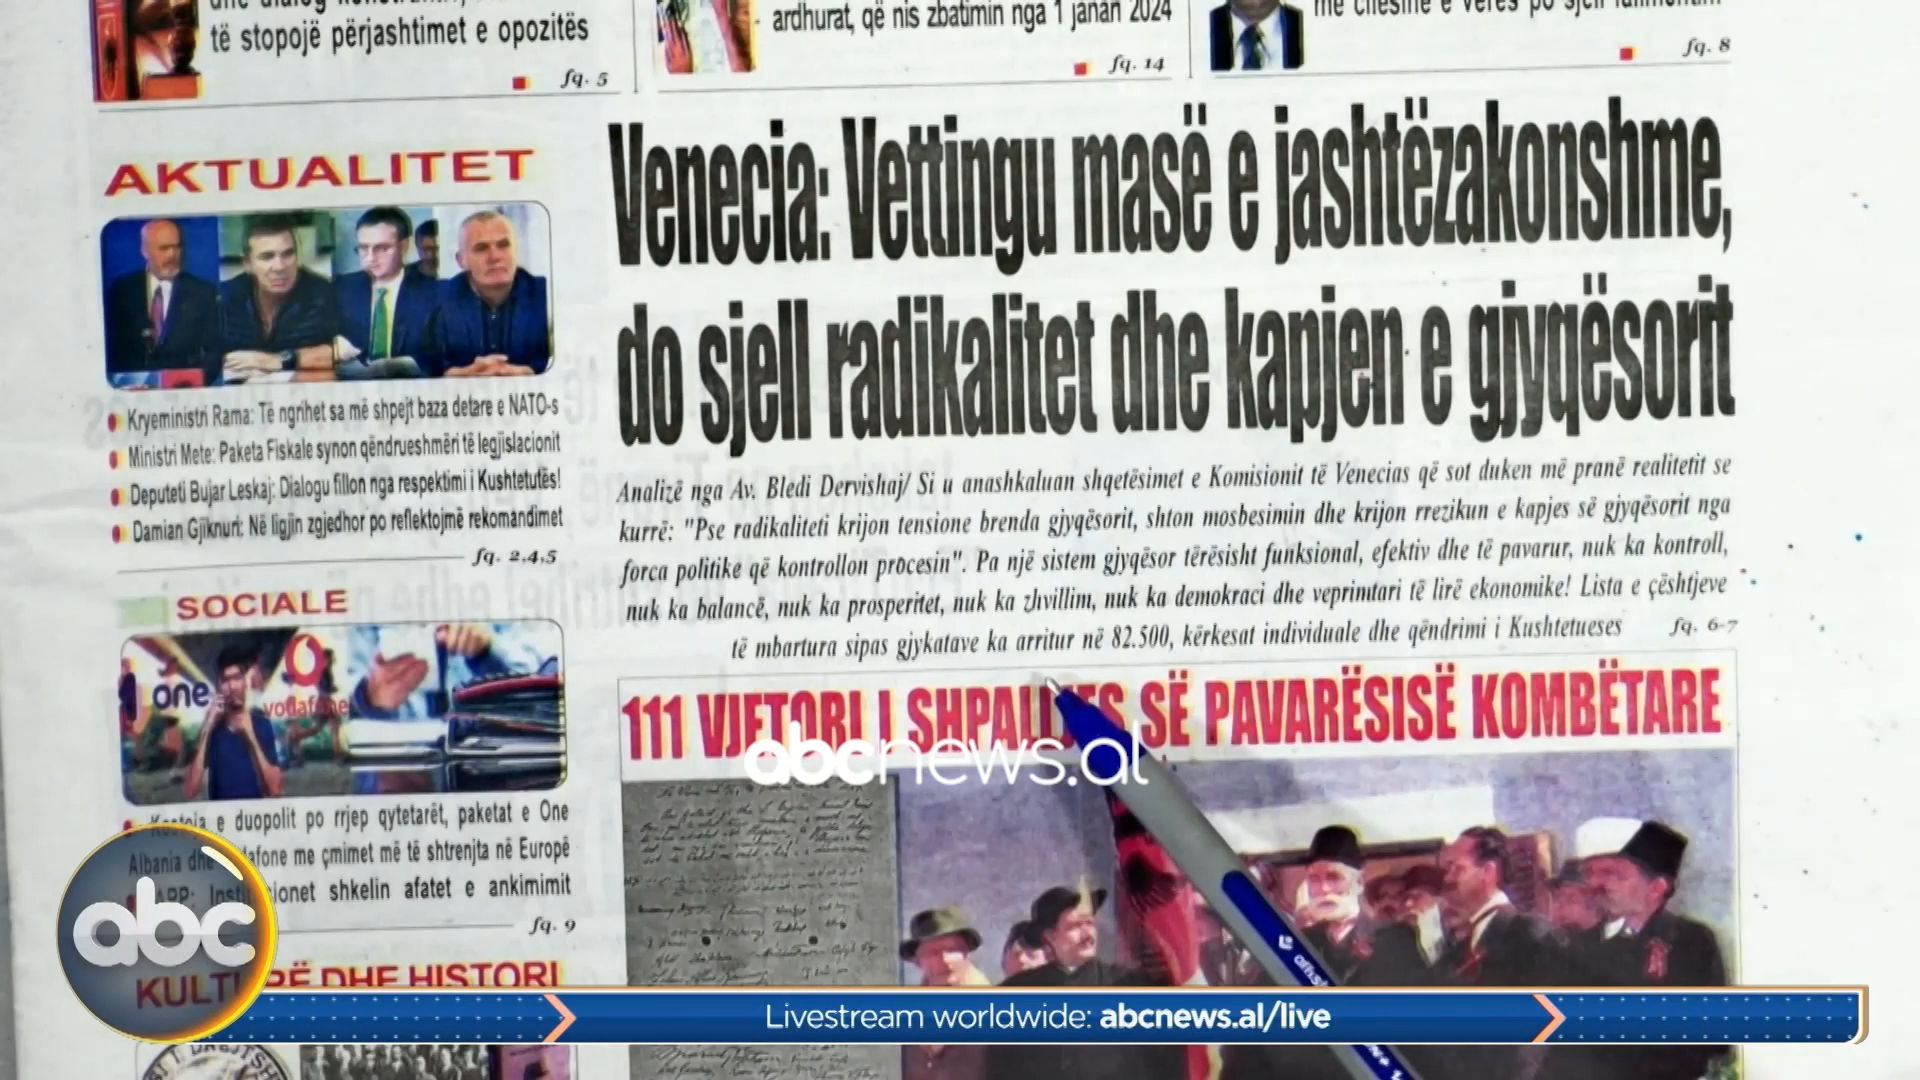 të stopojë përjashtimet e opozitës
fq. 5
ardhurat, që nis zbatimin nga 1 janari 2024
fq. 14
fq. 8
AKTUALITET
Kryeministri Rama: Të ngrihet sa më shpejt baza detare e NATO-s
Ministri Mete: Paketa Fiskale synon qëndrueshmëri të legjislacionit
Deputeti Bujar Leskaj: Dialogu fillon nga respektimi i Kushtetutës!
Damian Gjiknuri: Në ligjin zgjedhor po reflektojmë rekomandimet
fq. 2,4,5
SOCIALE
one
vodafone
e duopolit po rrjep qytetarët, paketat e One
Albania dhe me çmimet më të shtrenjta në Europë
shkelin afatet e ankimimit
fq. 9
DHE HISTORI
Venecia: Vettingu masë e jashtëzakonshme,
do sjell radikalitet dhe kapjen e gjyqësorit
Analizë nga Av. Bledi Dervishaj/ Si u anashkaluan shqetësimet e Komisionit të Venecias që sot duken më pranë realitetit se
kurrë: "Pse radikaliteti krijon tensione brenda gjyqësorit, shton mosbesimin dhe krijon rrezikun e kapjes së gjyqësorit nga
forca politike që kontrollon procesin". Pa një sistem gjyqësor tërësisht funksional, efektiv dhe të pavarur, nuk ka kontroll,
nuk ka balancë, nuk ka prosperitet, nuk ka zhvillim, nuk ka demokraci dhe veprimtari të lirë ekonomike! Lista e çështjeve
të mbartura sipas gjykatave ka arritur në 82.500, kërkesat individuale dhe qëndrimi i Kushtetueses
fq. 6-7
111 VJETORI I SHPALLJES SË PAVARËSISË KOMBËTARE
abcnews.al
abc
Livestream worldwide: abcnews.al/live